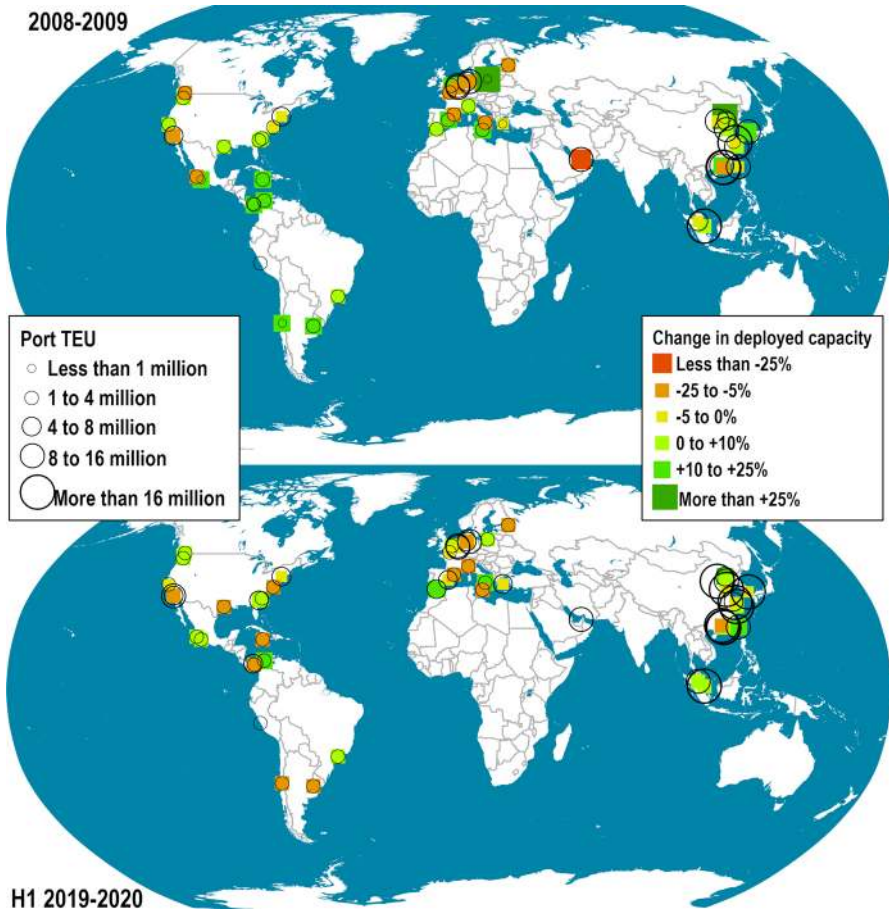 2008-2009
Port TEU
Less than 1 million
1 to 4 million
4 to 8 million
8 to 16 million
More than 16 million
Change in deployed capacity
Less than -25%
-25 to -5%
-5 to 0%
0 to +10%
+10 to +25%
More than +25%
H1 2019-2020